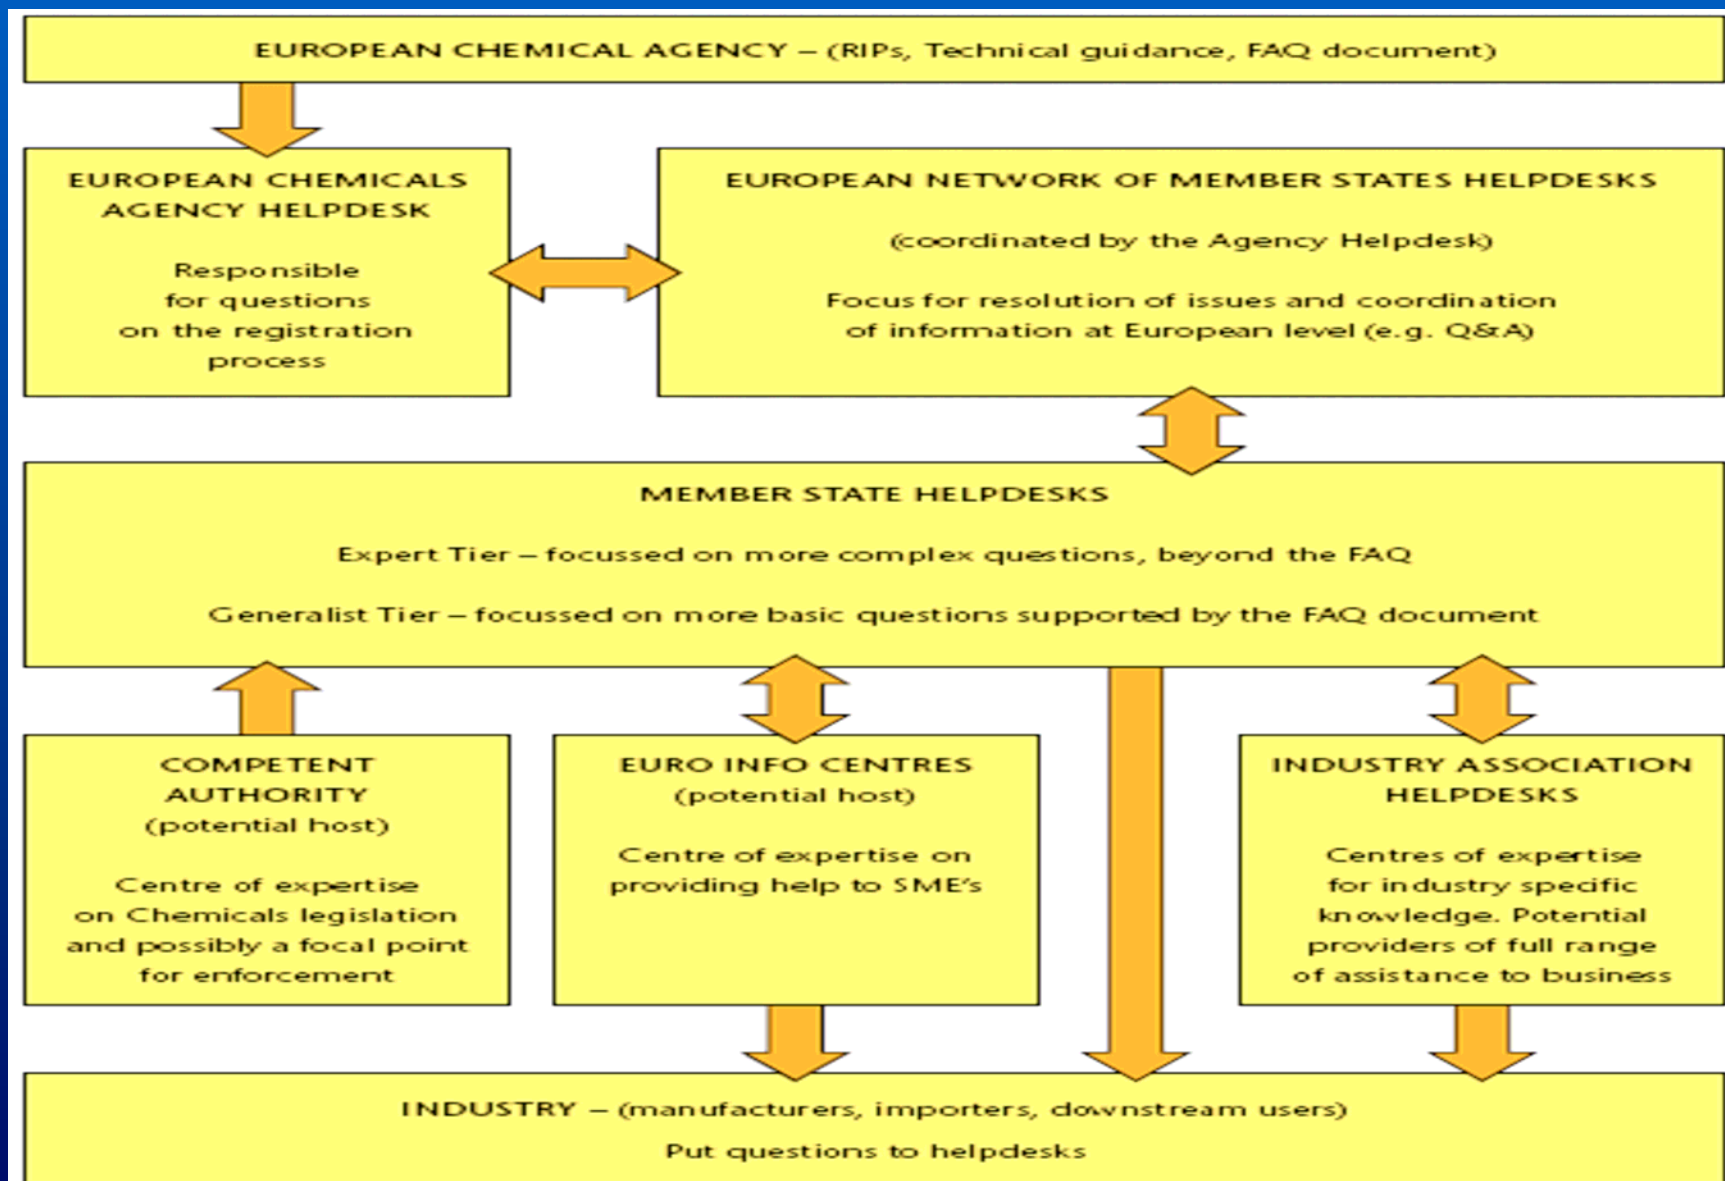 EUROPEAN CHEMICAL AGENCY – (RIPs, Technical guidance, FAQ document)
EUROPEAN CHEMICALS
AGENCY HELPDESK
Responsible
for questions
on the registration
process
EUROPEAN NETWORK OF MEMBER STATES HELPDESKS
(coordinated by the Agency Helpdesk)
Focus for resolution of issues and coordination
of information at European level (e.g. Q&A)
MEMBER STATE HELPDESKS
Expert Tier – focussed on more complex questions, beyond the FAQ
Generalist Tier – focussed on more basic questions supported by the FAQ document
COMPETENT
AUTHORITY
(potential host)
Centre of expertise
on Chemicals legislation
and possibly a focal point
for enforcement
EURO INFO CENTRES
(potential host)
Centre of expertise on
providing help to SME's
INDUSTRY ASSOCIATION
HELPDESKS
Centres of expertise
for industry specific
knowledge. Potential
providers of full range
of assistance to business
INDUSTRY – (manufacturers, importers, downstream users)
Put questions to helpdesks